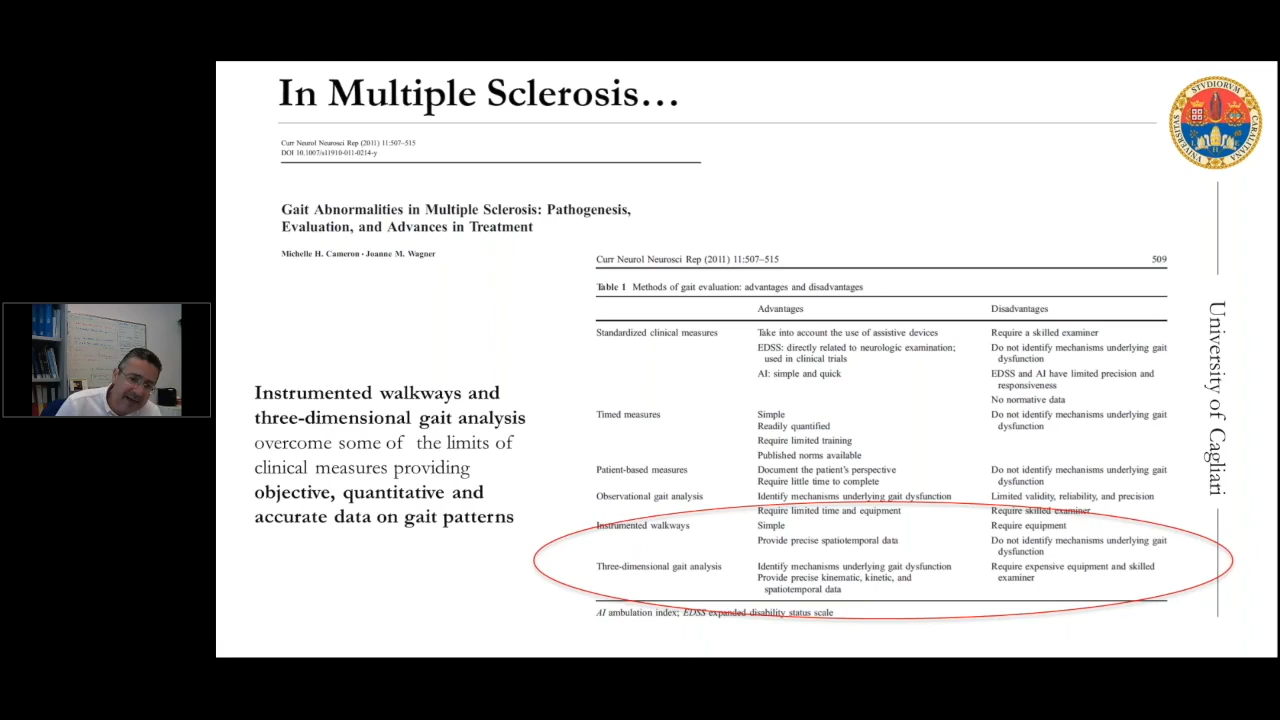 In Multiple Sclerosis...
Curr Neurol Neurosci Rep (2011) 11:507–515
DOI 10.1007/s11910-011-0214-y
Gait Abnormalities in Multiple Sclerosis: Pathogenesis,
Evaluation, and Advances in Treatment
Michelle H. Cameron · Joanne M. Wagner
Instrumented walkways and
three-dimensional gait analysis
overcome some of the limits of
clinical measures providing
objective, quantitative and
accurate data on gait patterns
Curr Neurol Neurosci Rep (2011) 11:507–515 509
Table 1 Methods of gait evaluation: advantages and disadvantages
Advantages Disadvantages
Standardized clinical measures Take into account the use of assistive devices Require a skilled examiner
EDSS: directly related to neurologic examination; Do not identify mechanisms underlying gait
used in clinical trials dysfunction
AI: simple and quick EDSS and AI have limited precision and
responsiveness
No normative data
Timed measures Simple Do not identify mechanisms underlying gait
Readily quantified dysfunction
Require limited training
Published norms available
Patient-based measures Document the patient's perspective Do not identify mechanisms underlying gait
Require little time to complete dysfunction
Observational gait analysis Identify mechanisms underlying gait dysfunction Limited validity, reliability, and precision
Require limited time and equipment Require skilled examiner
Instrumented walkways Simple Require equipment
Provide precise spatiotemporal data Do not identify mechanisms underlying gait
dysfunction
Three-dimensional gait analysis Identify mechanisms underlying gait dysfunction Require expensive equipment and skilled
Provide precise kinematic, kinetic, and examiner
spatiotemporal data
AI ambulation index; EDSS expanded disability status scale
STVDIORVM
VNIVERSITAS
CARALITANA
University of Cagliari